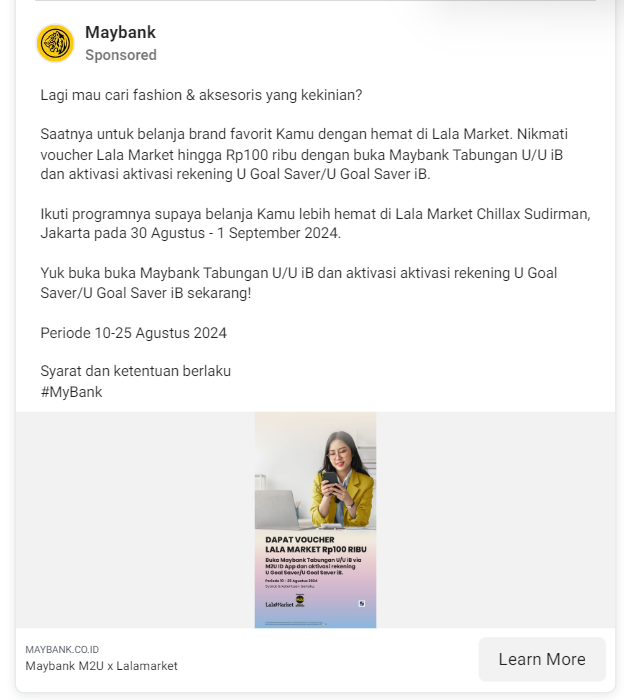 Maybank
Sponsored
Lagi mau cari fashion & aksesoris yang kekinian?
Saatnya untuk belanja brand favorit Kamu dengan hemat di Lala Market. Nikmati
voucher Lala Market hingga Rp100 ribu dengan buka Maybank Tabungan U/U iB
dan aktivasi aktivasi rekening U Goal Saver/U Goal Saver iB.
Ikuti programnya supaya belanja Kamu lebih hemat di Lala Market Chillax Sudirman,
Jakarta pada 30 Agustus - 1 September 2024.
Yuk buka buka Maybank Tabungan U/U iB dan aktivasi aktivasi rekening U Goal
Saver/U Goal Saver iB sekarang!
Periode 10-25 Agustus 2024
Syarat dan ketentuan berlaku
#MyBank
DAPAT VOUCHER
LALA MARKET Rp100 RIBU
Buka Maybank Tabungan U/U iB via
M2U ID App dan aktivasi rekening
U Goal Saver/U Goal Saver iB.
Periode 10 - 25 Agustus 2024
Syarat & ketentuan berlaku.
LalaMarket
MAYBANK.CO.ID
Maybank M2U x Lalamarket
Learn More